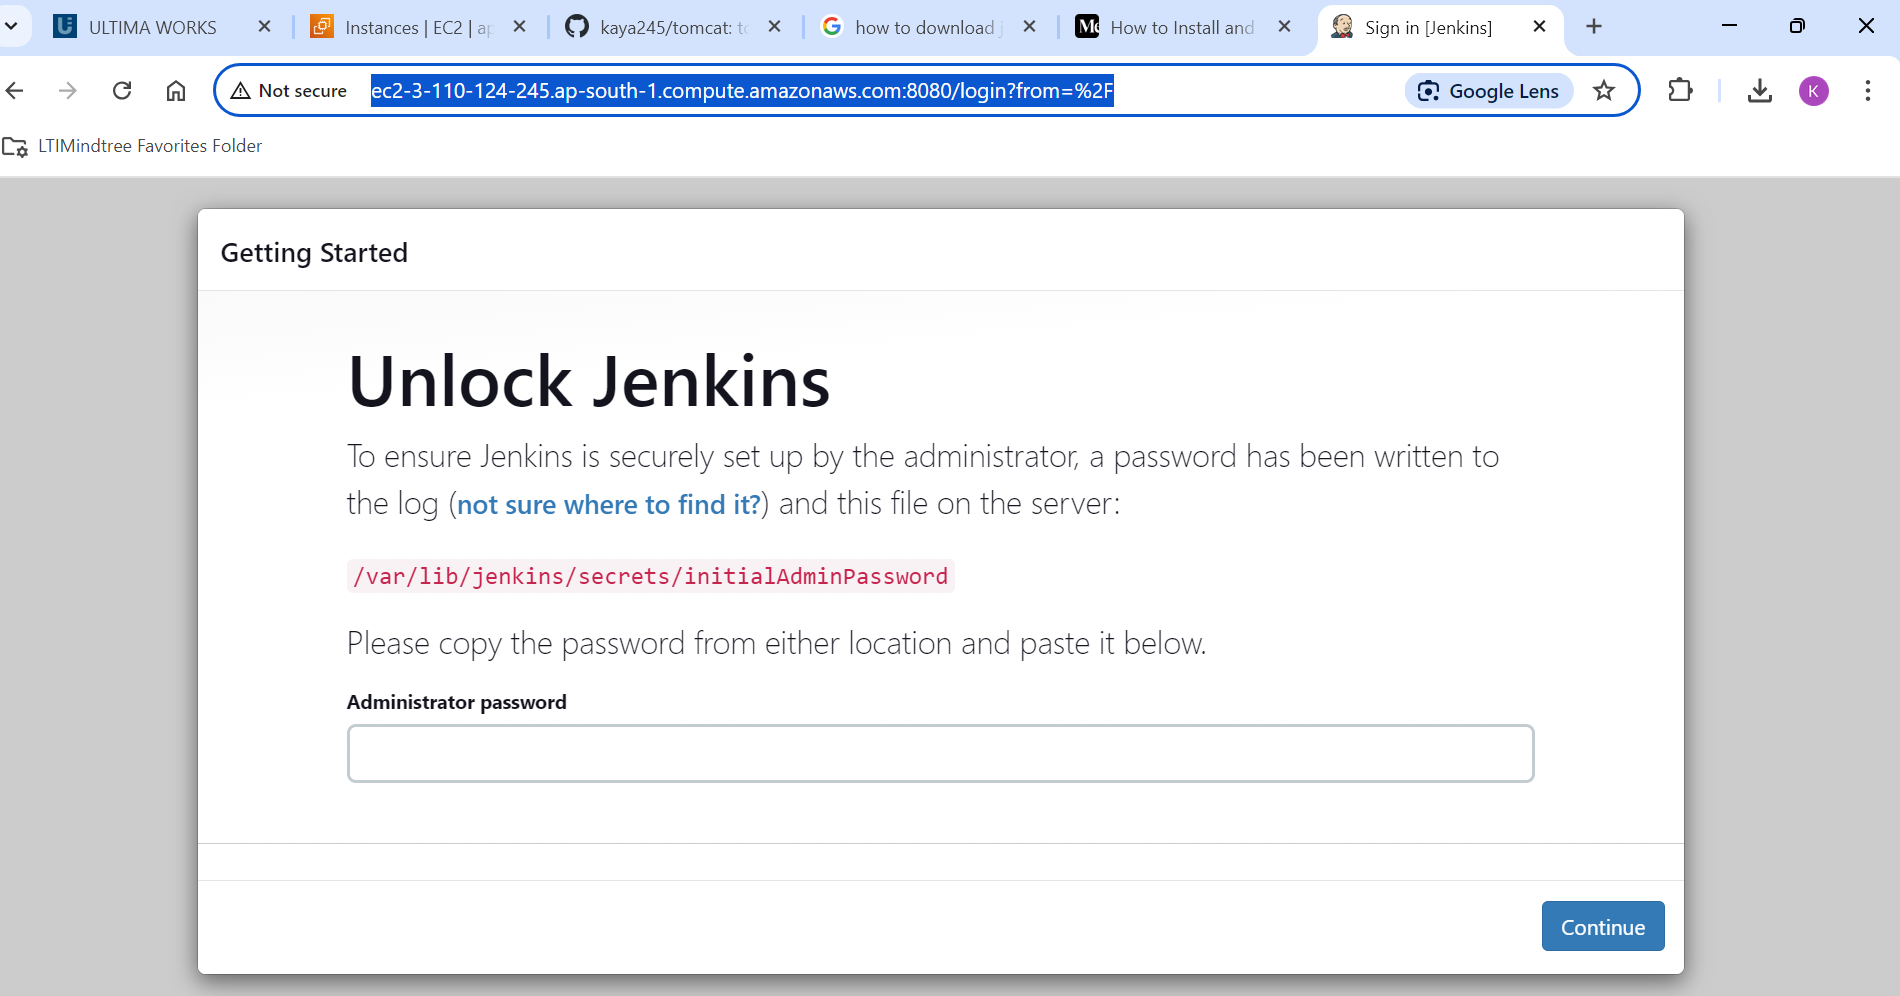 ULTIMA WORKS
Instances | EC2 | ap
kaya245/tomcat: to
how to download j
How to Install and
Sign in [Jenkins]
Not secure
ec2-3-110-124-245.ap-south-1.compute.amazonaws.com:8080/login?from=%2F
Google Lens
K
LTIMindtree Favorites Folder
Getting Started
Unlock Jenkins
To ensure Jenkins is securely set up by the administrator, a password has been written to
the log (not sure where to find it?) and this file on the server:
/var/lib/jenkins/secrets/initialAdminPassword
Please copy the password from either location and paste it below.
Administrator password
Continue